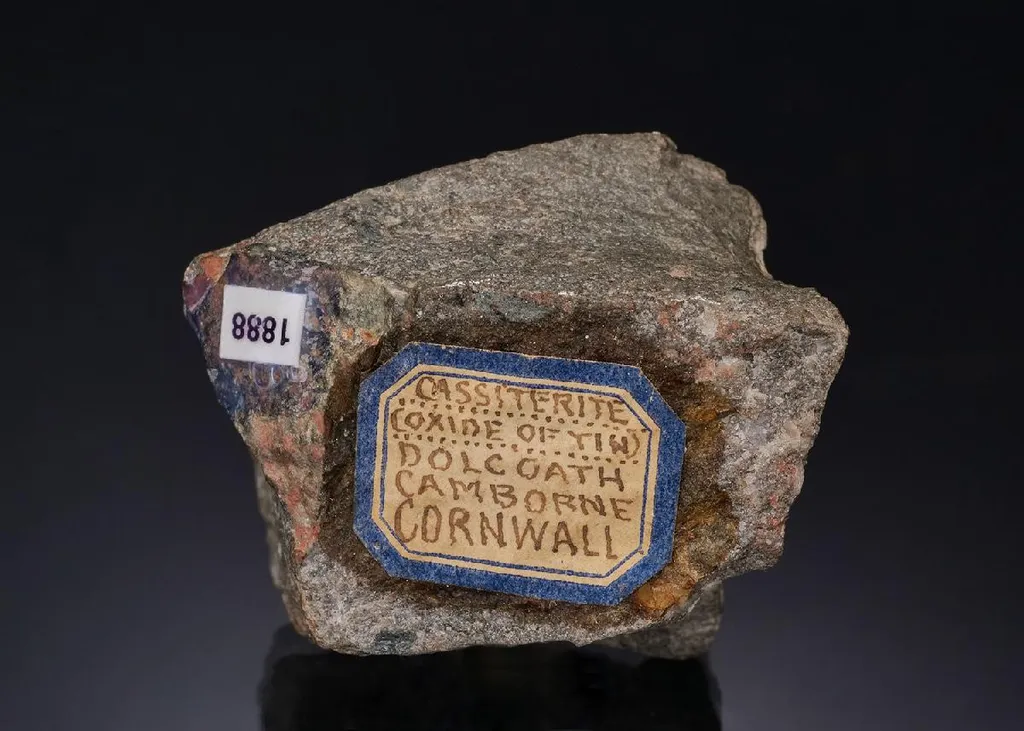 1888
CASSITERITE
(OXIDE OF TIN)
DOLCOATH
CAMBORNE
CORNWALL